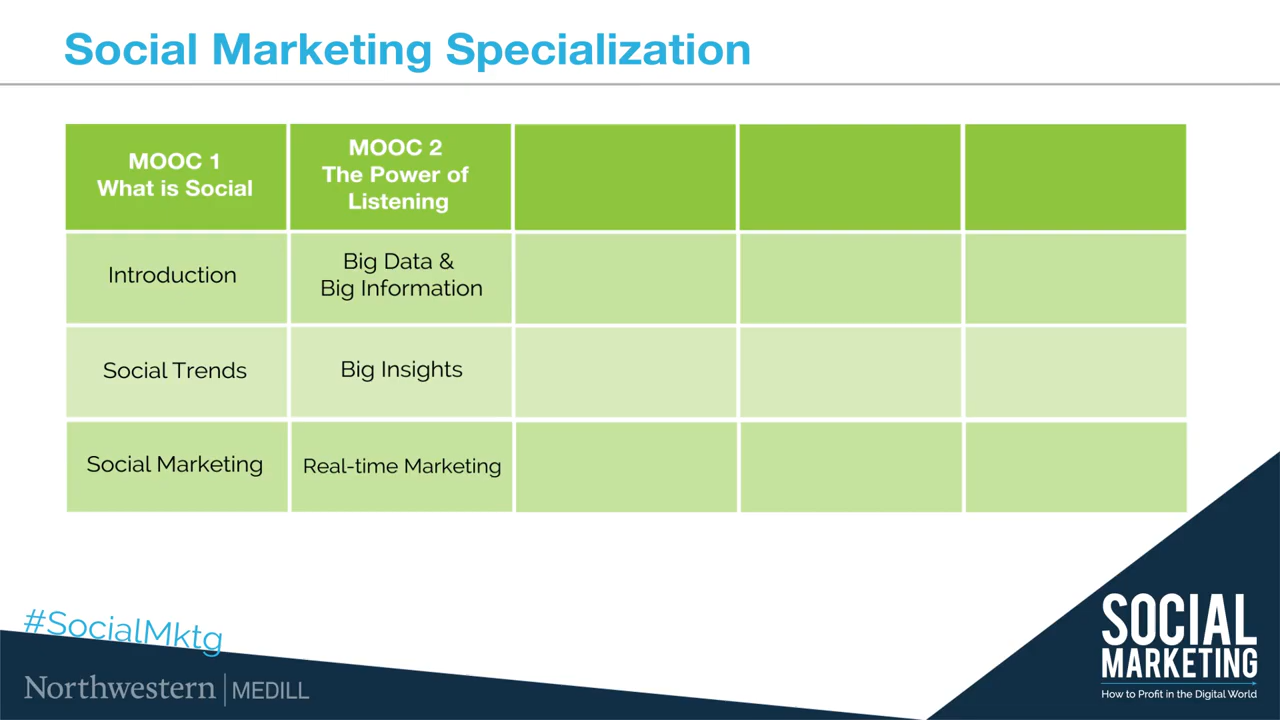 Social Marketing Specialization
MOOC 1
What is Social
MOOC 2
The Power of
Listening
Introduction
Big Data &
Big Information
Social Trends
Big Insights
Social Marketing
Real-time Marketing
#SocialMktg
Northwestern | MEDILL
SOCIAL
MARKETING
How to Profit in the Digital World